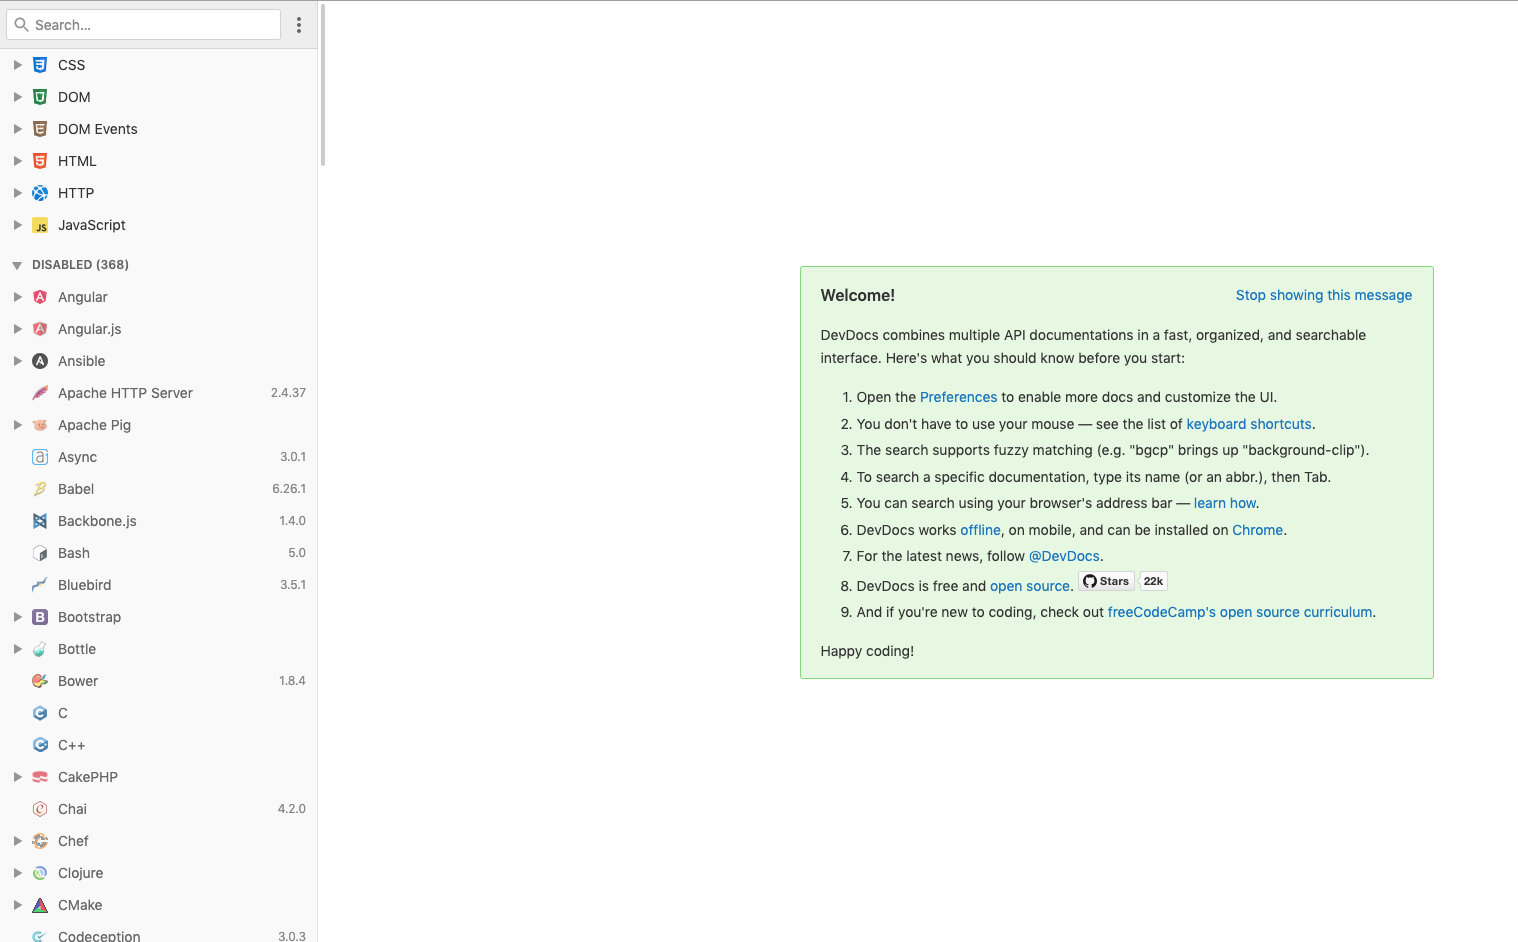 Search...
CSS
DOM
DOM Events
HTML
HTTP
JavaScript
DISABLED (368)
Angular
Angular.js
Ansible
Apache HTTP Server 2.4.37
Apache Pig
Async 3.0.1
Babel 6.26.1
Backbone.js 1.4.0
Bash 5.0
Bluebird 3.5.1
Bootstrap
Bottle
Bower 1.8.4
C
C++
CakePHP
Chai 4.2.0
Chef
Clojure
CMake
Codeception 3.0.3
Welcome! Stop showing this message
DevDocs combines multiple API documentations in a fast, organized, and searchable
interface. Here's what you should know before you start:
1. Open the Preferences to enable more docs and customize the UI.
2. You don't have to use your mouse — see the list of keyboard shortcuts.
3. The search supports fuzzy matching (e.g. "bgcp" brings up "background-clip").
4. To search a specific documentation, type its name (or an abbr.), then Tab.
5. You can search using your browser's address bar — learn how.
6. DevDocs works offline, on mobile, and can be installed on Chrome.
7. For the latest news, follow @DevDocs.
8. DevDocs is free and open source. Stars 22k
9. And if you're new to coding, check out freeCodeCamp's open source curriculum.
Happy coding!